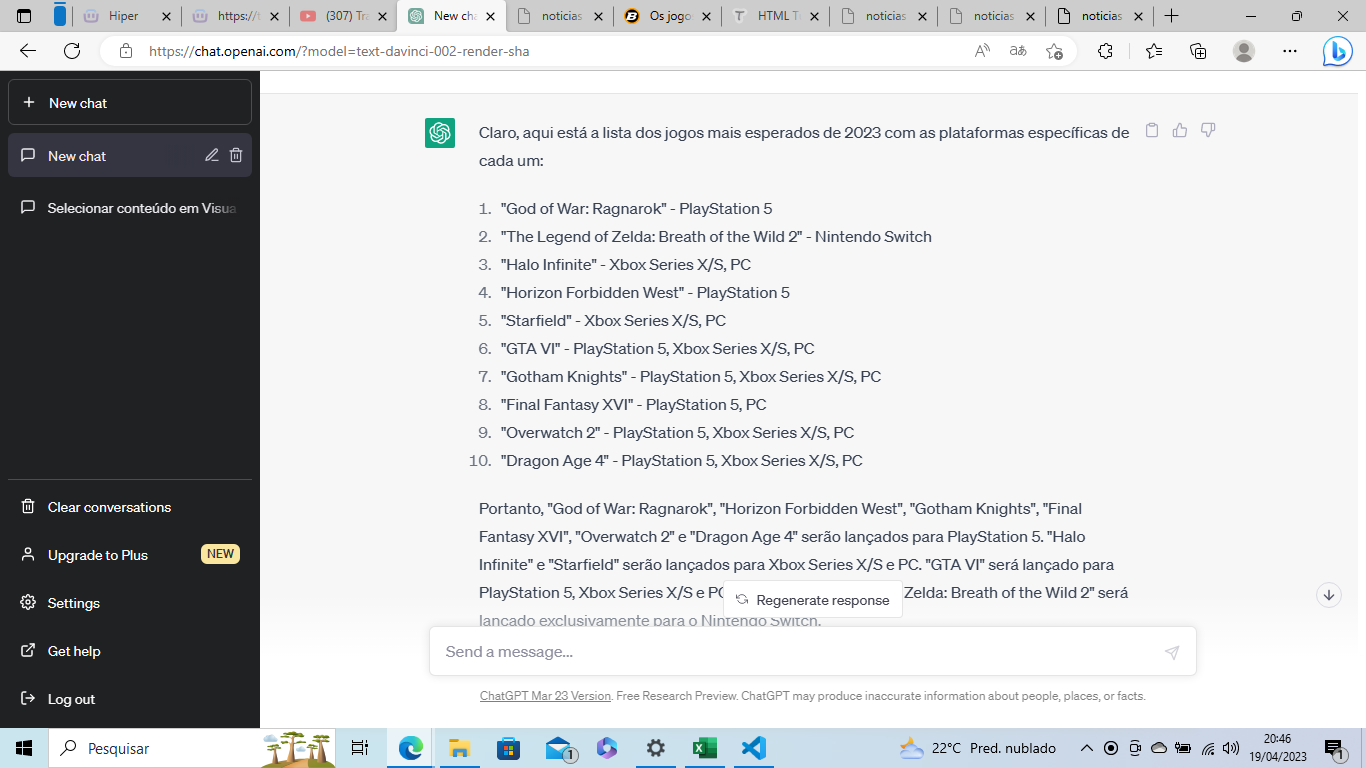 Hiper
https://t
(307) Tra
New cha
noticias
Os jogo
HTML T
noticias
noticias
noticias
https://chat.openai.com/?model=text-davinci-002-render-sha
New chat
New chat
Selecionar conteúdo em Visua
Clear conversations
Upgrade to Plus NEW
Settings
Get help
Log out
Claro, aqui está a lista dos jogos mais esperados de 2023 com as plataformas específicas de
cada um:
1. "God of War: Ragnarok" - PlayStation 5
2. "The Legend of Zelda: Breath of the Wild 2" - Nintendo Switch
3. "Halo Infinite" - Xbox Series X/S, PC
4. "Horizon Forbidden West" - PlayStation 5
5. "Starfield" - Xbox Series X/S, PC
6. "GTA VI" - PlayStation 5, Xbox Series X/S, PC
7. "Gotham Knights" - PlayStation 5, Xbox Series X/S, PC
8. "Final Fantasy XVI" - PlayStation 5, PC
9. "Overwatch 2" - PlayStation 5, Xbox Series X/S, PC
10. "Dragon Age 4" - PlayStation 5, Xbox Series X/S, PC
Portanto, "God of War: Ragnarok", "Horizon Forbidden West", "Gotham Knights", "Final
Fantasy XVI", "Overwatch 2" e "Dragon Age 4" serão lançados para PlayStation 5. "Halo
Infinite" e "Starfield" serão lançados para Xbox Series X/S e PC. "GTA VI" será lançado para
PlayStation 5, Xbox Series X/S e PC Zelda: Breath of the Wild 2" será
lançado exclusivamente para o Nintendo Switch.
Regenerate response
Send a message...
ChatGPT Mar 23 Version. Free Research Preview. ChatGPT may produce inaccurate information about people, places, or facts.
Pesquisar
1
22°C Pred. nublado
20:46
19/04/2023
1